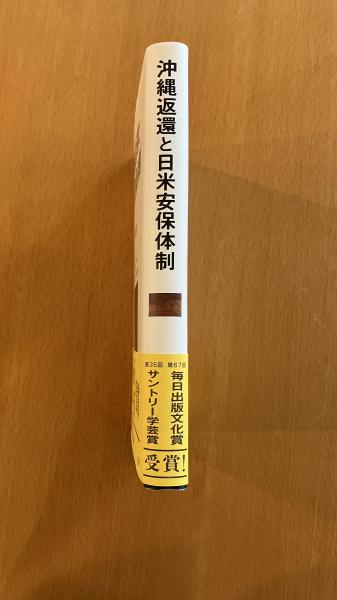 沖縄返還と日米安保体制
第67回
毎日出版文化賞
第35回
サントリー学芸賞
受賞!